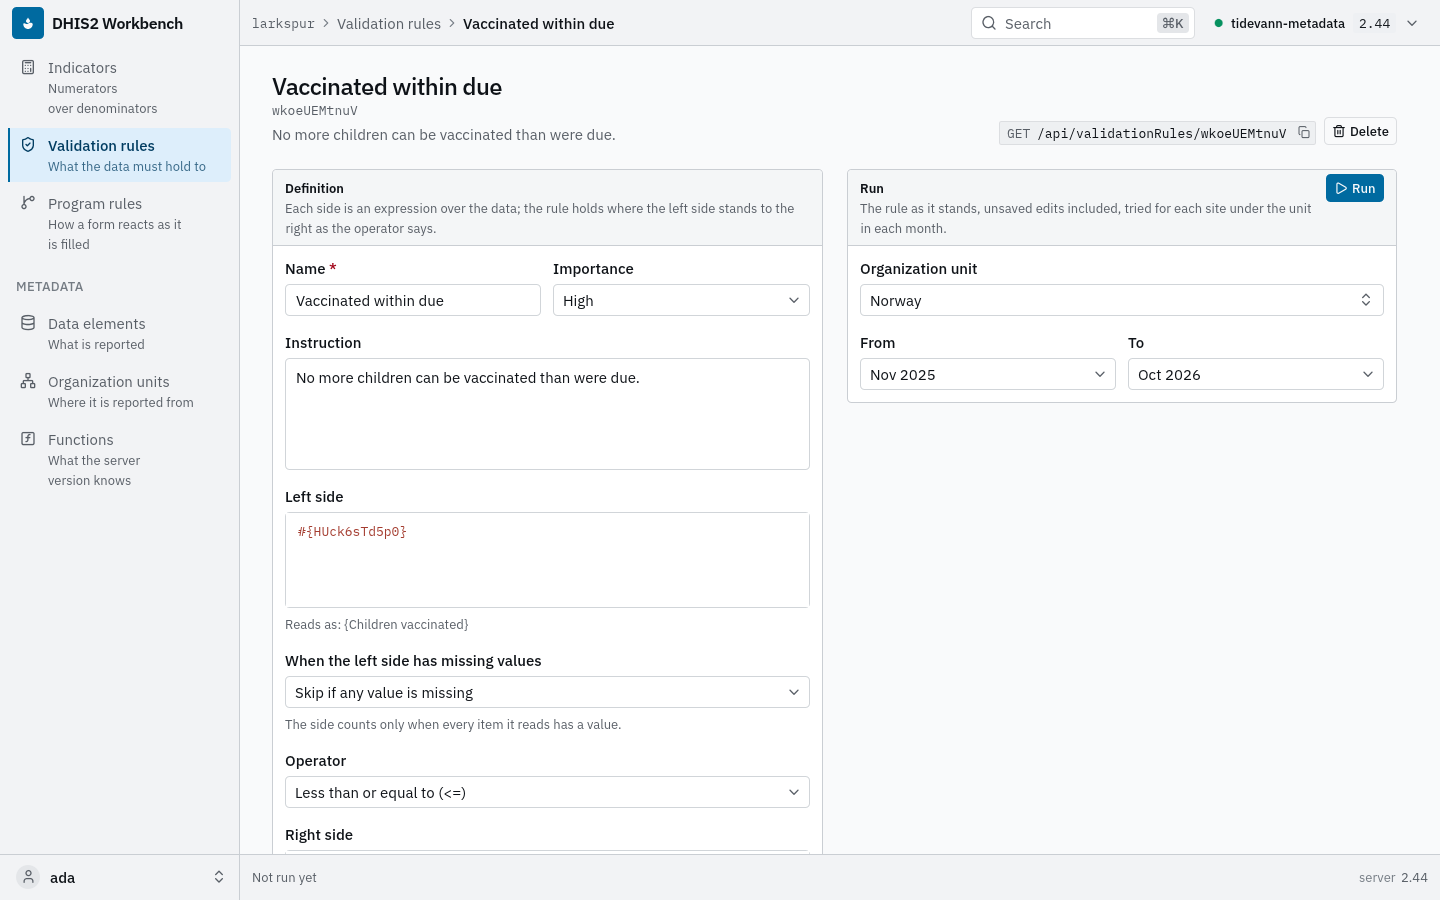 DHIS2 Workbench
larkspur > Validation rules > Vaccinated within due
Search ⌘K
tidevann-metadata 2.44
Indicators
Numerators
over denominators
Validation rules
What the data must hold to
Program rules
How a form reacts as it
is filled
METADATA
Data elements
What is reported
Organization units
Where it is reported from
Functions
What the server
version knows
ada
Vaccinated within due
wkoeUEMtnuV
No more children can be vaccinated than were due.
GET /api/validationRules/wkoeUEMtnuV
Delete
Definition
Each side is an expression over the data; the rule holds where the left side stands to the
right as the operator says.
Name *
Importance
Vaccinated within due
High
Instruction
No more children can be vaccinated than were due.
Left side
#{HUck6sTd5p0}
Reads as: {Children vaccinated}
When the left side has missing values
Skip if any value is missing
The side counts only when every item it reads has a value.
Operator
Less than or equal to (<=)
Right side
Run
Run
The rule as it stands, unsaved edits included, tried for each site under the unit
in each month.
Organization unit
Norway
From
To
Nov 2025
Oct 2026
Not run yet
server 2.44